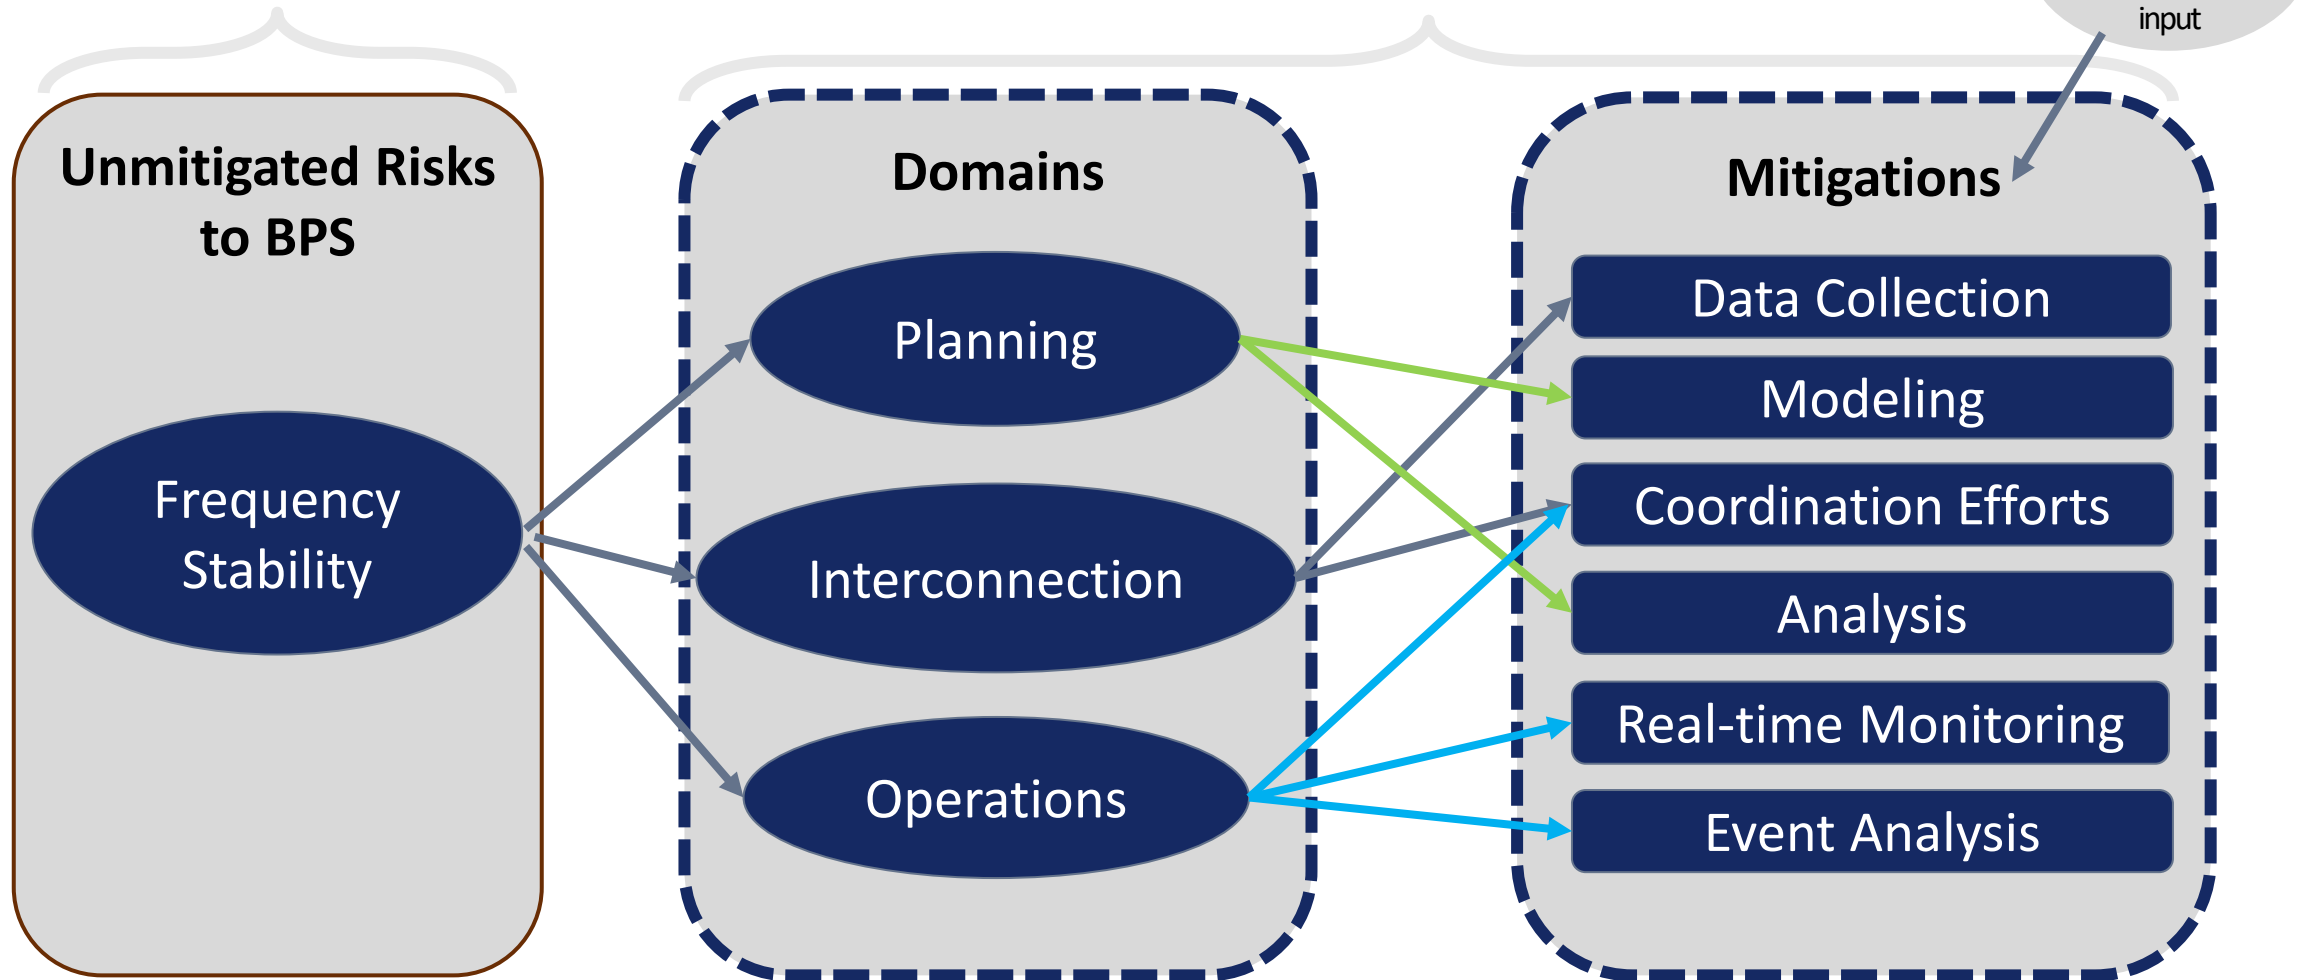 input
Unmitigated Risks
to BPS
Frequency
Stability
Domains
Planning
Interconnection
Operations
Mitigations
Data Collection
Modeling
Coordination Efforts
Analysis
Real-time Monitoring
Event Analysis